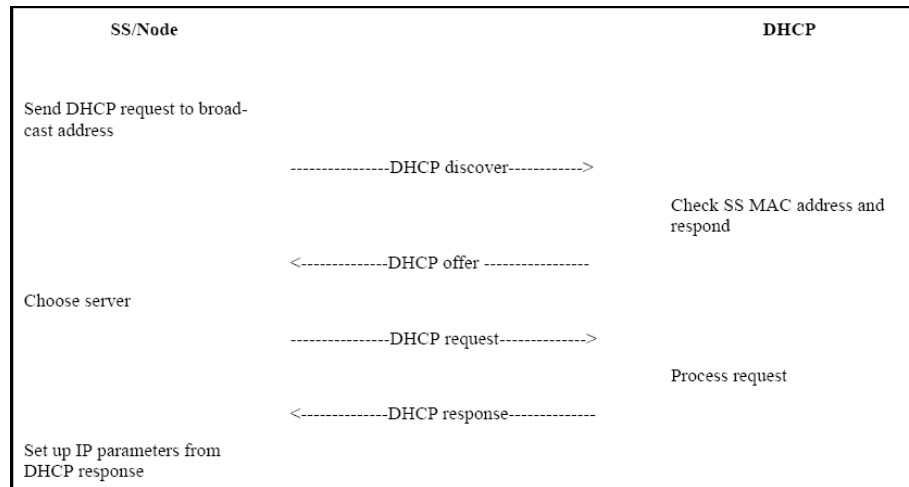 SS/Node DHCP
Send DHCP request to broad-
cast address
----------------DHCP discover------------>
Check SS MAC address and
respond
<--------------DHCP offer -----------------
Choose server
----------------DHCP request-------------->
Process request
<--------------DHCP response--------------
Set up IP parameters from
DHCP response